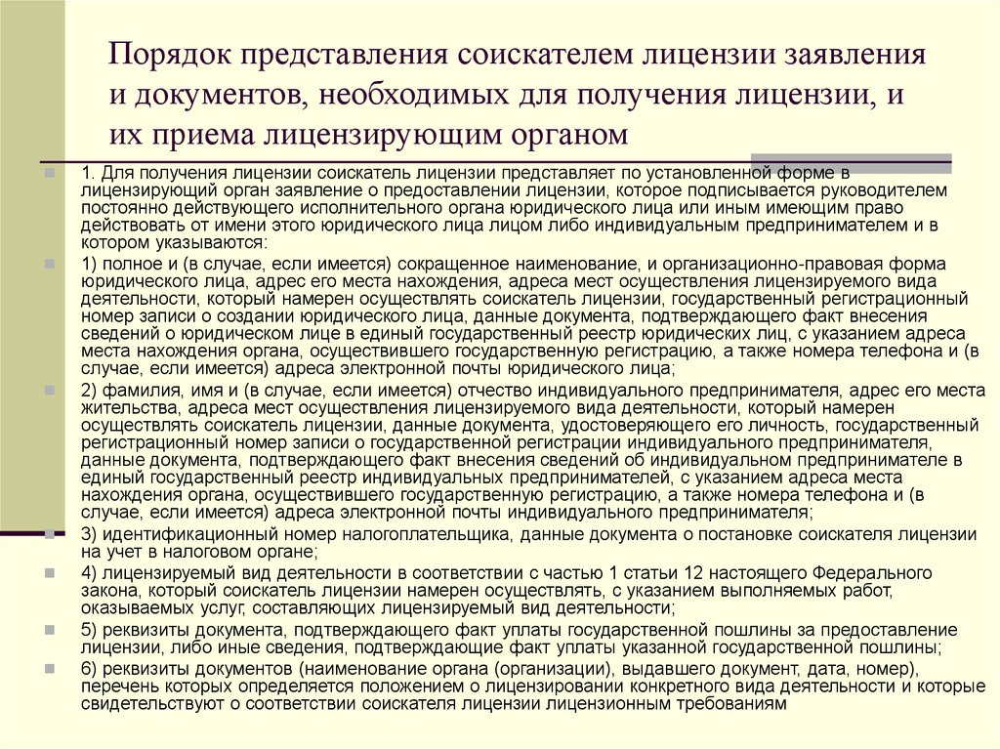 Порядок представления соискателем лицензии заявления
и документов, необходимых для получения лицензии, и
их приема лицензирующим органом
1. Для получения лицензии соискатель лицензии представляет по установленной форме в
лицензирующий орган заявление о предоставлении лицензии, которое подписывается руководителем
постоянно действующего исполнительного органа юридического лица или иным имеющим право
действовать от имени этого юридического лица лицом либо индивидуальным предпринимателем и в
котором указываются:
1) полное и (в случае, если имеется) сокращенное наименование, и организационно-правовая форма
юридического лица, адрес его места нахождения, адреса мест осуществления лицензируемого вида
деятельности, который намерен осуществлять соискатель лицензии, государственный регистрационный
номер записи о создании юридического лица, данные документа, подтверждающего факт внесения
сведений о юридическом лице в единый государственный реестр юридических лиц, с указанием адреса
места нахождения органа, осуществившего государственную регистрацию, а также номера телефона и (в
случае, если имеется) адреса электронной почты юридического лица;
2) фамилия, имя и (в случае, если имеется) отчество индивидуального предпринимателя, адрес его места
жительства, адреса мест осуществления лицензируемого вида деятельности, который намерен
осуществлять соискатель лицензии, данные документа, удостоверяющего его личность, государственный
регистрационный номер записи о государственной регистрации индивидуального предпринимателя,
данные документа, подтверждающего факт внесения сведений об индивидуальном предпринимателе в
единый государственный реестр индивидуальных предпринимателей, с указанием адреса места
нахождения органа, осуществившего государственную регистрацию, а также номера телефона и (в
случае, если имеется) адреса электронной почты индивидуального предпринимателя;
3) идентификационный номер налогоплательщика, данные документа о постановке соискателя лицензии
на учет в налоговом органе;
4) лицензируемый вид деятельности в соответствии с частью 1 статьи 12 настоящего Федерального
закона, который соискатель лицензии намерен осуществлять, с указанием выполняемых работ,
оказываемых услуг, составляющих лицензируемый вид деятельности;
5) реквизиты документа, подтверждающего факт уплаты государственной пошлины за предоставление
лицензии, либо иные сведения, подтверждающие факт уплаты указанной государственной пошлины;
6) реквизиты документов (наименование органа (организации), выдавшего документ, дата, номер),
перечень которых определяется положением о лицензировании конкретного вида деятельности и которые
свидетельствуют о соответствии соискателя лицензии лицензионным требованиям